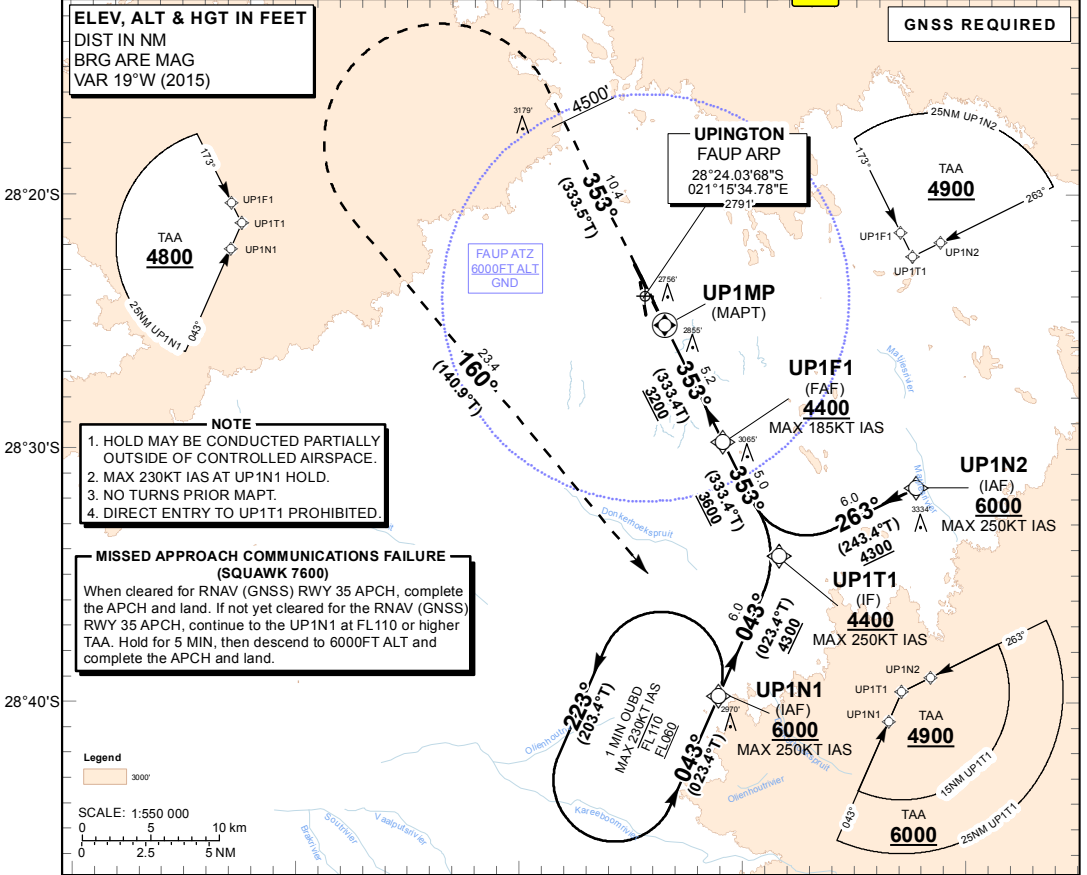 ELEV, ALT & HGT IN FEET
DIST IN NM
BRG ARE MAG
VAR 19°W (2015)
GNSS REQUIRED
4500'
3179'
UPINGTON
FAUP ARP
28°24.03'68"S
021°15'34.78"E
2791'
25NM UP1N2
173°
TAA
4900
263°
UP1F1
UP1N2
UP1T1
173°
UP1F1
UP1T1
UP1N1
TAA
4800
25NM UP1N1
043°
28°20'S
10.4
353°
(333.5°T)
FAUP ATZ
6000FT ALT
GND
2756'
UP1MP
(MAPT)
2855'
5.2
353°
(333.4T)
3200
23.4
160°
(140.9°T)
UP1F1
(FAF)
4400
MAX 185KT IAS
Matjiesrivier
28°30'S
NOTE
1. HOLD MAY BE CONDUCTED PARTIALLY
OUTSIDE OF CONTROLLED AIRSPACE.
2. MAX 230KT IAS AT UP1N1 HOLD.
3. NO TURNS PRIOR MAPT.
4. DIRECT ENTRY TO UP1T1 PROHIBITED.
3065'
5.0
353°
(333.4°T)
3600
UP1N2
(IAF)
6000
MAX 250KT IAS
6.0
263°
(243.4°T)
4300
3334'
Donkerhoekspruit
MISSED APPROACH COMMUNICATIONS FAILURE
(SQUAWK 7600)
When cleared for RNAV (GNSS) RWY 35 APCH, complete
the APCH and land. If not yet cleared for the RNAV (GNSS)
RWY 35 APCH, continue to the UP1N1 at FL110 or higher
TAA. Hold for 5 MIN, then descend to 6000FT ALT and
complete the APCH and land.
UP1T1
(IF)
4400
MAX 250KT IAS
6.0
043°
(023.4°T)
4300
28°40'S
UP1N1
(IAF)
6000
MAX 250KT IAS
2970'
223°
(203.4°T)
1 MIN OUBD
MAX 230KT IAS
FL110
FL060
043°
(023.4°T)
Olienhoutrivier
Kareeboomrivier
263°
UP1N2
UP1T1
UP1N1
TAA
4900
15NM UP1T1
043°
TAA
6000
25NM UP1T1
Legend
3000'
SCALE: 1:550 000
0 5 10 km
0 2.5 5 NM
Brakrivier
Soutrivier
Vaalputsrivier